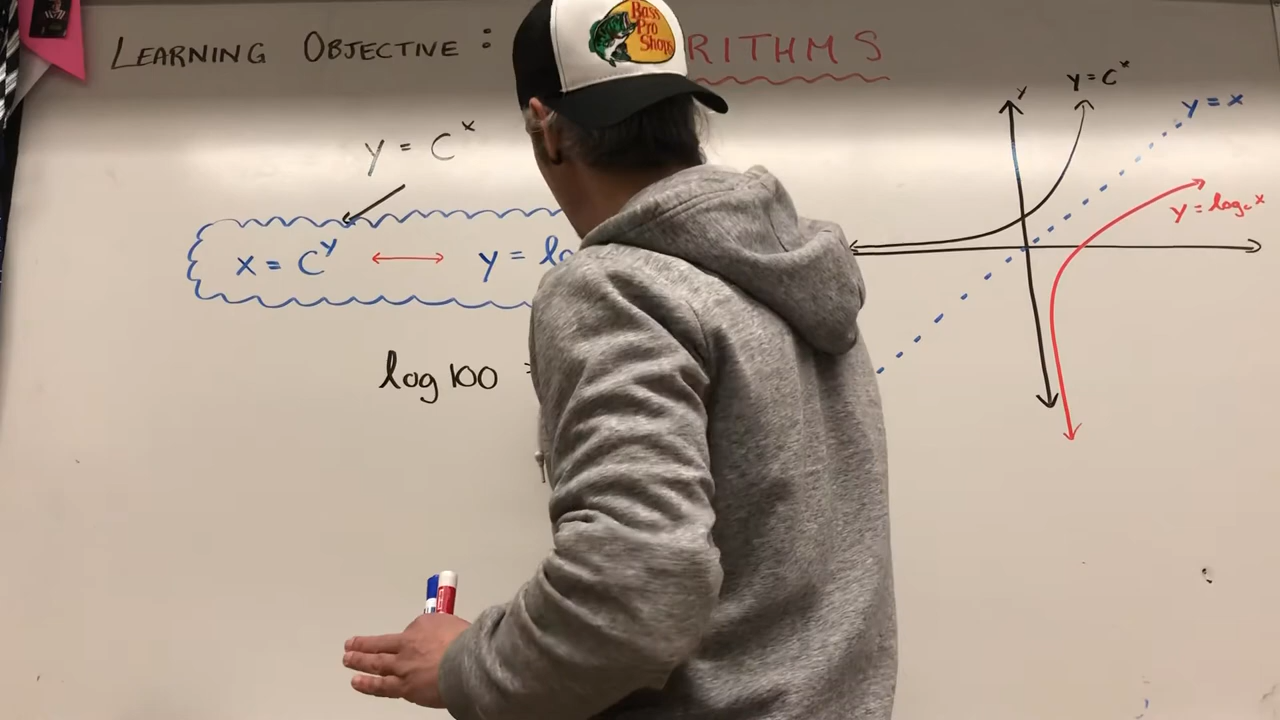 LEARNING OBJECTIVE : RITHMS
Bass
Pro
Shops
y = C^x
x = C^y ↔ y = lo
log 100 =
y
y = C^x
y = x
y = log_c x